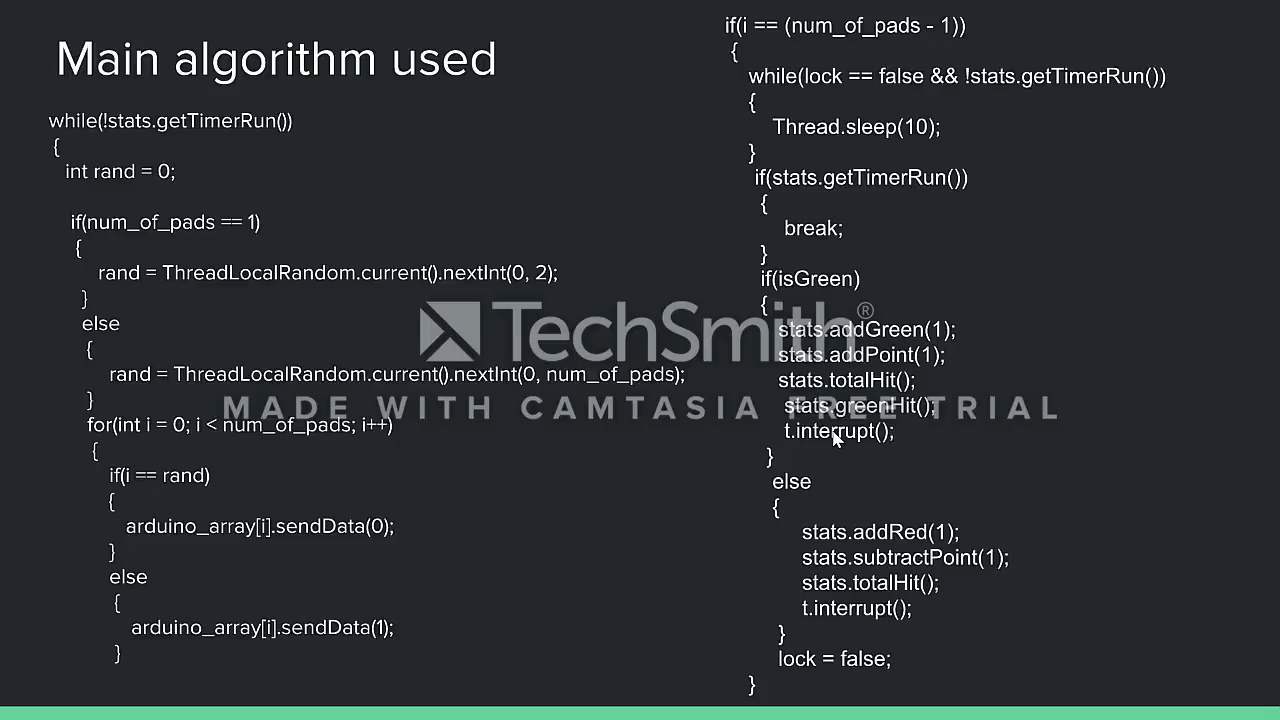 Main algorithm used
while(!stats.getTimerRun())
{
int rand = 0;
if(num_of_pads == 1)
{
rand = ThreadLocalRandom.current().nextInt(0, 2);
}
else
{
rand = ThreadLocalRandom.current().nextInt(0, num_of_pads);
}
for(int i = 0; i < num_of_pads; i++)
{
if(i == rand)
{
arduino_array[i].sendData(0);
}
else
{
arduino_array[i].sendData(1);
}
if(i == (num_of_pads - 1))
{
while(lock == false && !stats.getTimerRun())
{
Thread.sleep(10);
}
if(stats.getTimerRun())
{
break;
}
if(isGreen)
{
stats.addGreen(1);
stats.addPoint(1);
stats.totalHit();
stats.greenHit();
t.interrupt();
}
else
{
stats.addRed(1);
stats.subtractPoint(1);
stats.totalHit();
t.interrupt();
}
lock = false;
}
TechSmith®
MADE WITH CAMTASIA FREE TRIAL